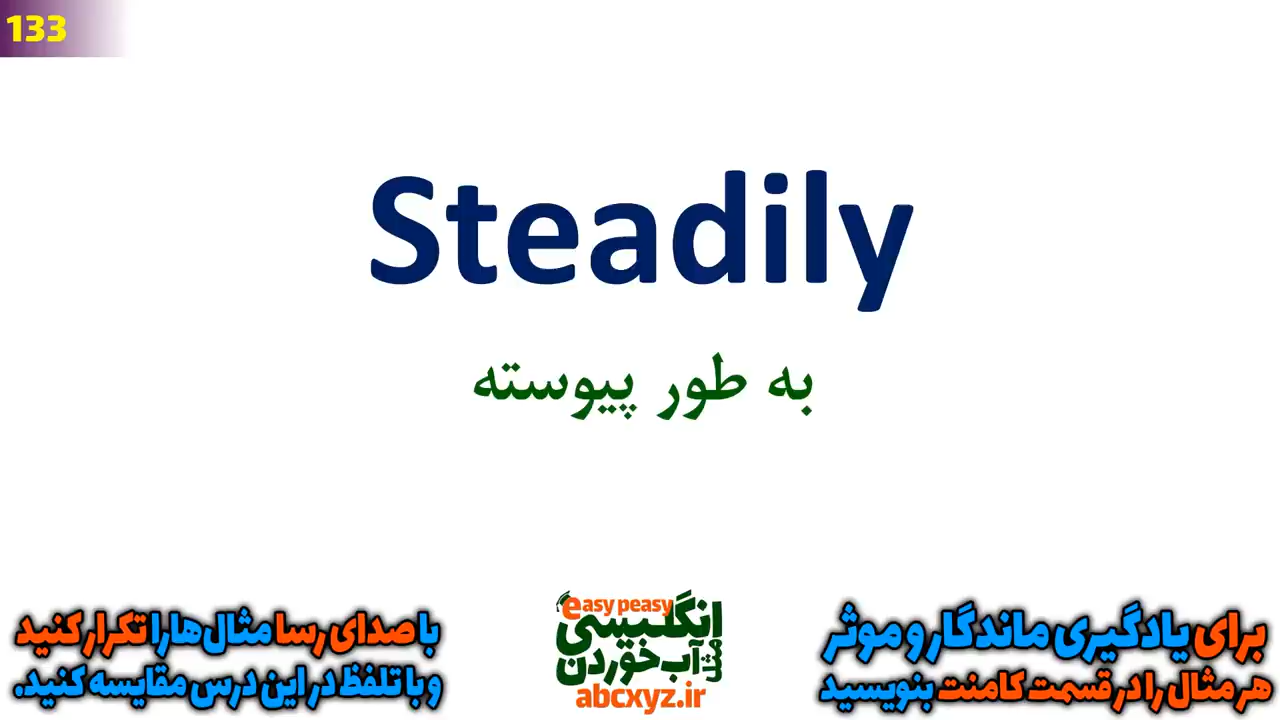 133
Steadily
به طور پیوسته
برای یادگیری ماندگار و موثر
هر مثال را در قسمت کامنت بنویسید
easy peasy
انگلیسی
مثل
آب خوردن
abcxyz.ir
با صدای رسا مثال‌ها را تکرار کنید
و با تلفظ در این درس مقایسه کنید.